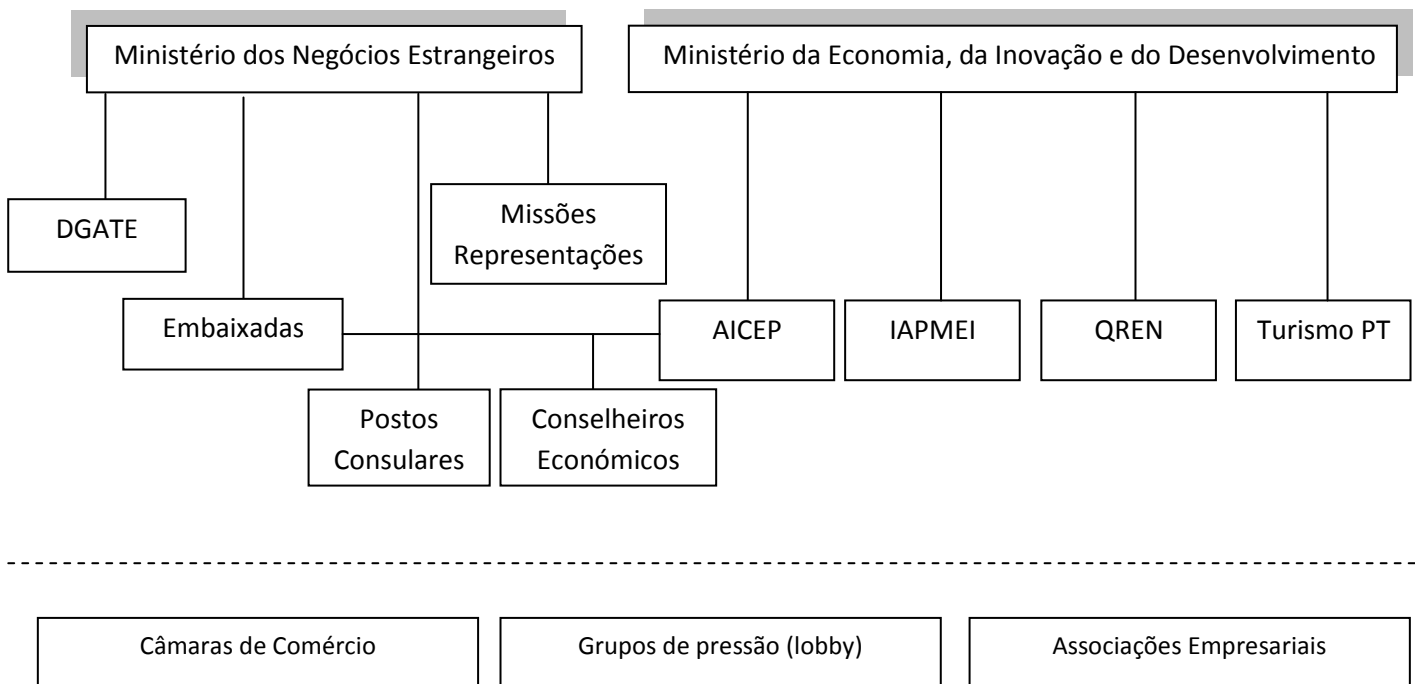 Ministério dos Negócios Estrangeiros
Ministério da Economia, da Inovação e do Desenvolvimento
DGATE
Missões
Representações
Embaixadas
AICEP
IAPMEI
QREN
Turismo PT
Postos
Consulares
Conselheiros
Económicos
Câmaras de Comércio
Grupos de pressão (lobby)
Associações Empresariais